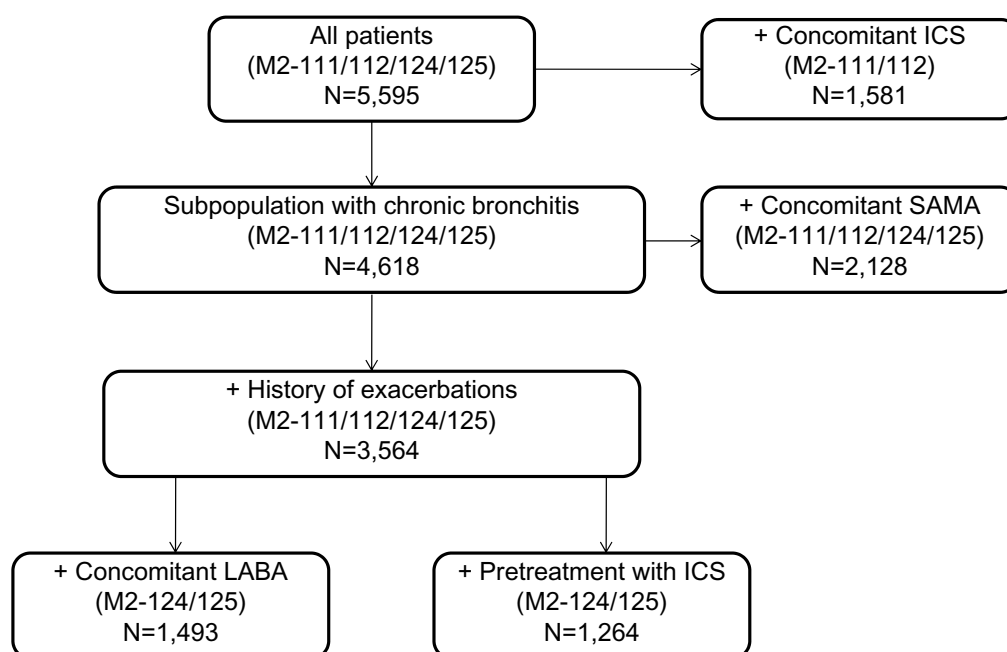 All patients
(M2-111/112/124/125)
N=5,595
+ Concomitant ICS
(M2-111/112)
N=1,581
Subpopulation with chronic bronchitis
(M2-111/112/124/125)
N=4,618
+ Concomitant SAMA
(M2-111/112/124/125)
N=2,128
+ History of exacerbations
(M2-111/112/124/125)
N=3,564
+ Concomitant LABA
(M2-124/125)
N=1,493
+ Pretreatment with ICS
(M2-124/125)
N=1,264